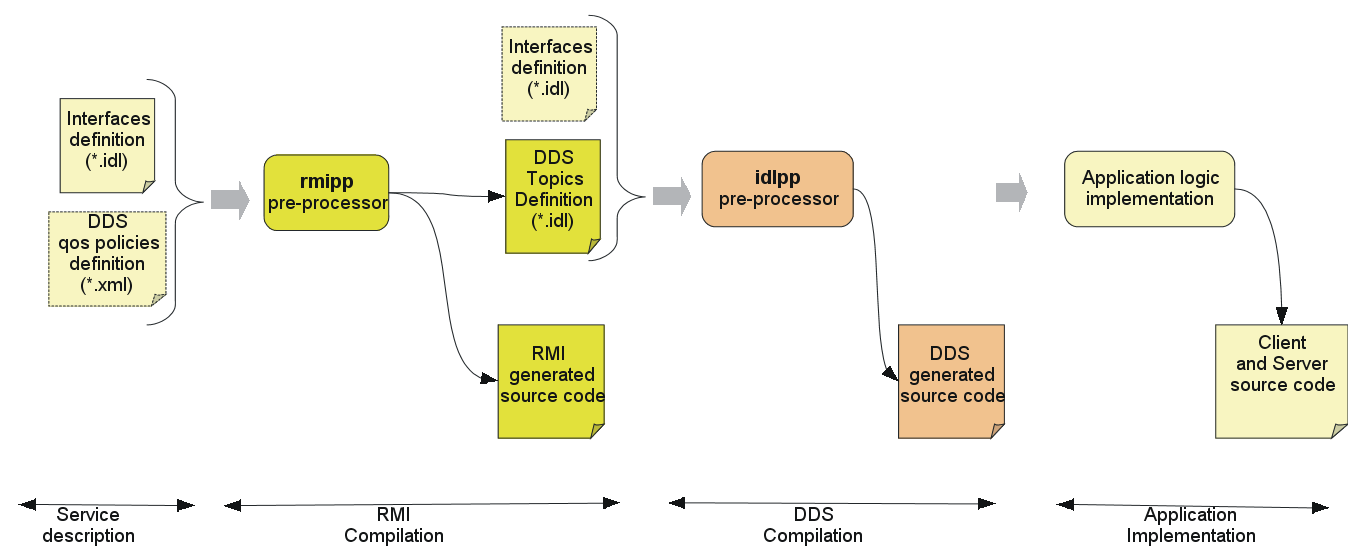 Interfaces
definition
(*.idl)
DDS
qos policies
definition
(*.xml)
rmipp
pre-processor
Interfaces
definition
(*.idl)
DDS
Topics
Definition
(*.idl)
RMI
generated
source code
idlpp
pre-processor
DDS
generated
source code
Application logic
implementation
Client
and Server
source code
Service
description
RMI
Compilation
DDS
Compilation
Application
Implementation